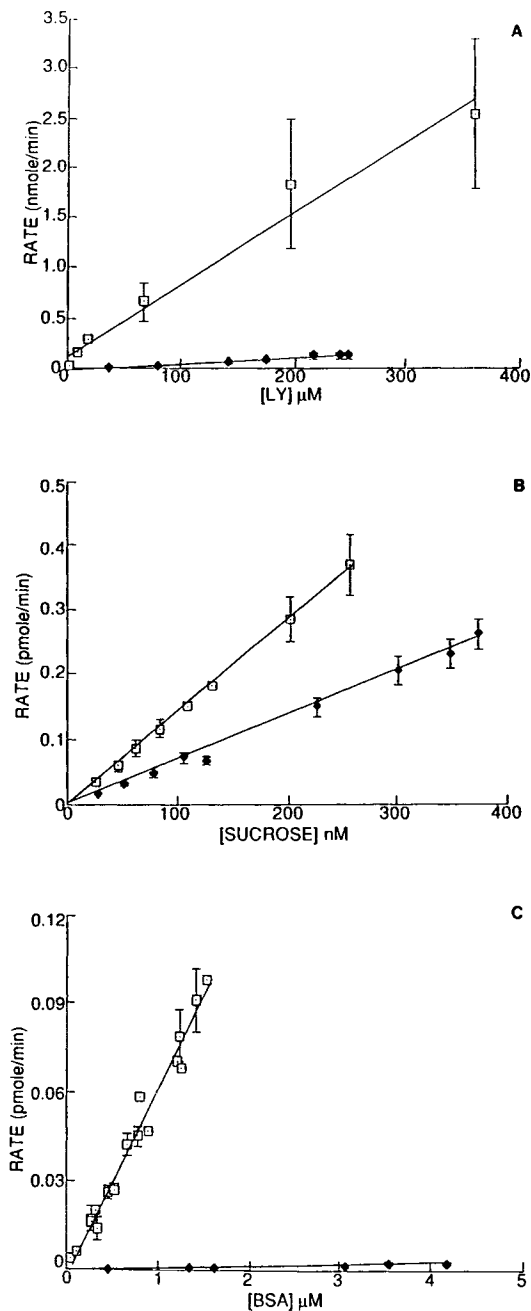 A
3.5
3.0
2.5
2.0
1.5
1.0
0.5
0
RATE (nmole/min)
0 100 200 300 400
[LY] μM
B
0.5
0.4
0.3
0.2
0.1
0
RATE (pmole/min)
0 100 200 300 400
[SUCROSE] nM
C
0.12
0.09
0.06
0.03
0
RATE (pmole/min)
0 1 2 3 4 5
[BSA] μM